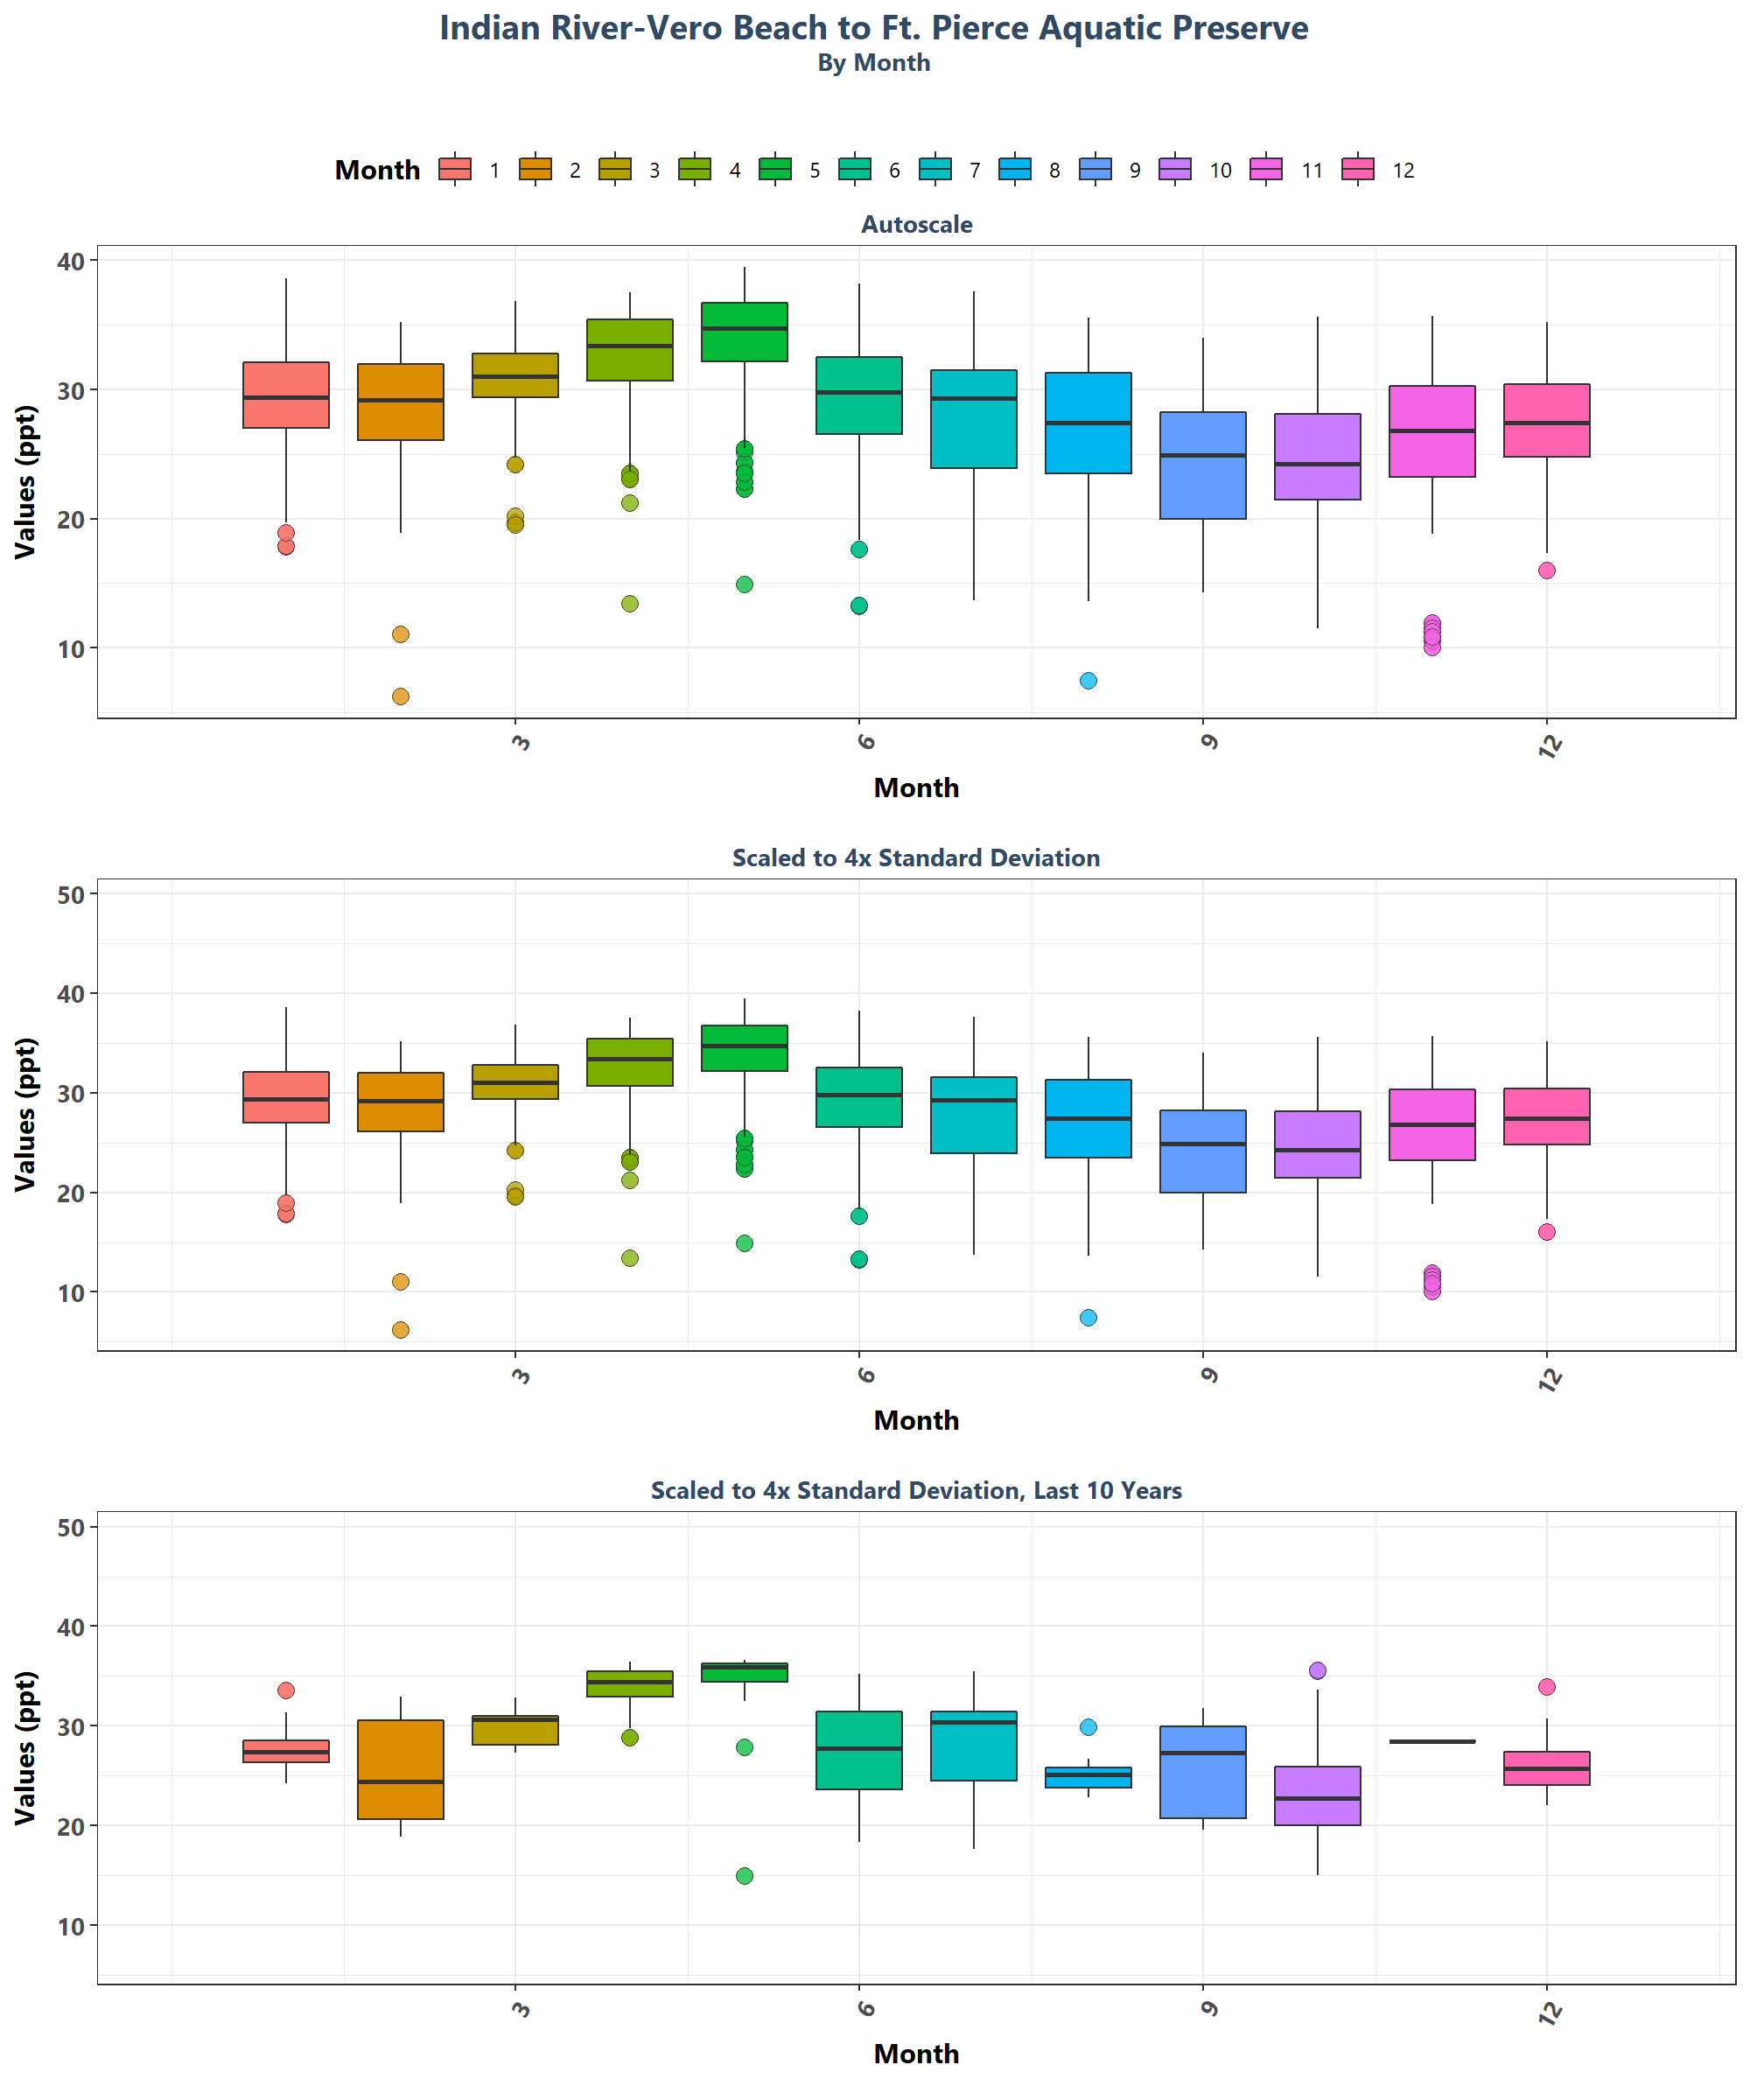 Indian River-Vero Beach to Ft. Pierce Aquatic Preserve
By Month
Month 1 2 3 4 5 6 7 8 9 10 11 12
Autoscale
Values (ppt)
40
30
20
10
3 6 9 12
Month
Scaled to 4x Standard Deviation
Values (ppt)
50
40
30
20
10
3 6 9 12
Month
Scaled to 4x Standard Deviation, Last 10 Years
Values (ppt)
50
40
30
20
10
3 6 9 12
Month